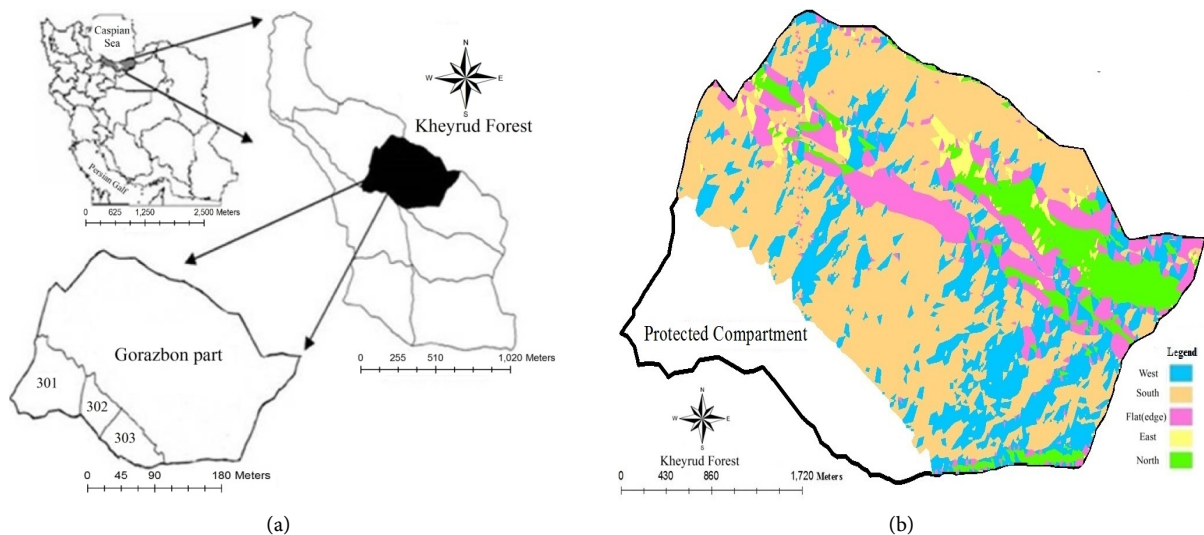 Caspian
Sea
Persian Galf
0 625 1,250 2,500 Meters
N
W E
S
Kheyrud Forest
0 255 510 1,020 Meters
Gorazbon part
301
302
303
0 45 90 180 Meters
(a)
Protected Compartment
N
W E
S
Kheyrud Forest
0 430 860 1,720 Meters
Legend
West
South
Flat(edge)
East
North
(b)